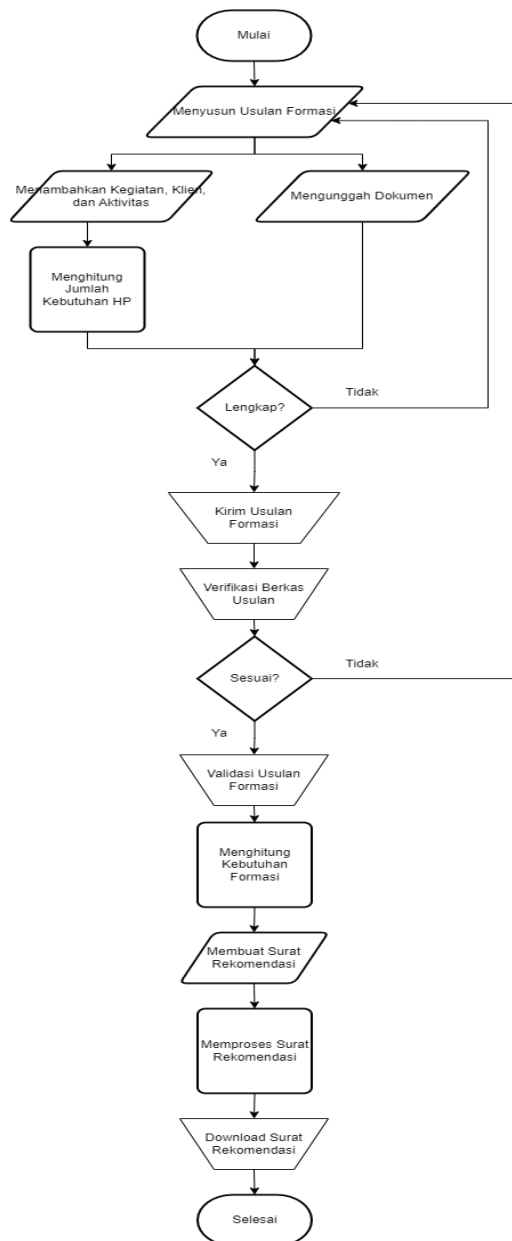 Mulai
Menyusun Usulan Formasi
Menambahkan Kegiatan, Klien,
dan Aktivitas
Mengunggah Dokumen
Menghitung
Jumlah
Kebutuhan HP
Lengkap?
Tidak
Ya
Kirim Usulan
Formasi
Verifikasi Berkas
Usulan
Sesuai?
Tidak
Ya
Validasi Usulan
Formasi
Menghitung
Kebutuhan
Formasi
Membuat Surat
Rekomendasi
Memproses Surat
Rekomendasi
Download Surat
Rekomendasi
Selesai